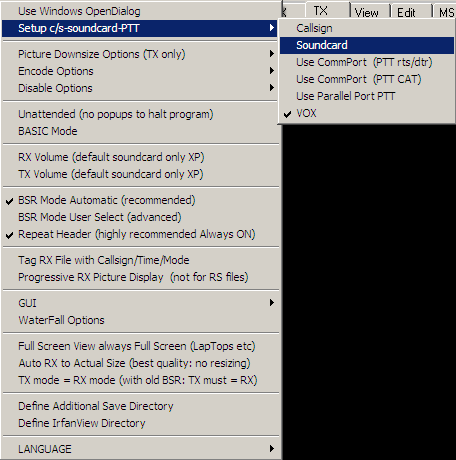 Use Windows OpenDialog
Setup c/s-soundcard-PTT
Picture Downsize Options (TX only)
Encode Options
Disable Options
Unattended (no popups to halt program)
BASIC Mode
RX Volume (default soundcard only XP)
TX Volume (default soundcard only XP)
BSR Mode Automatic (recommended)
BSR Mode User Select (advanced)
Repeat Header (highly recommended Always ON)
Tag RX File with Callsign/Time/Mode
Progressive RX Picture Display (not for RS files)
GUI
WaterFall Options
Full Screen View always Full Screen (LapTops etc)
Auto RX to Actual Size (best quality: no resizing)
TX mode = RX mode (with old BSR: TX must = RX)
Define Additional Save Directory
Define IrfanView Directory
LANGUAGE
TX View Edit MS
Callsign
Soundcard
Use CommPort (PTT rts/dtr)
Use CommPort (PTT CAT)
Use Parallel Port PTT
VOX